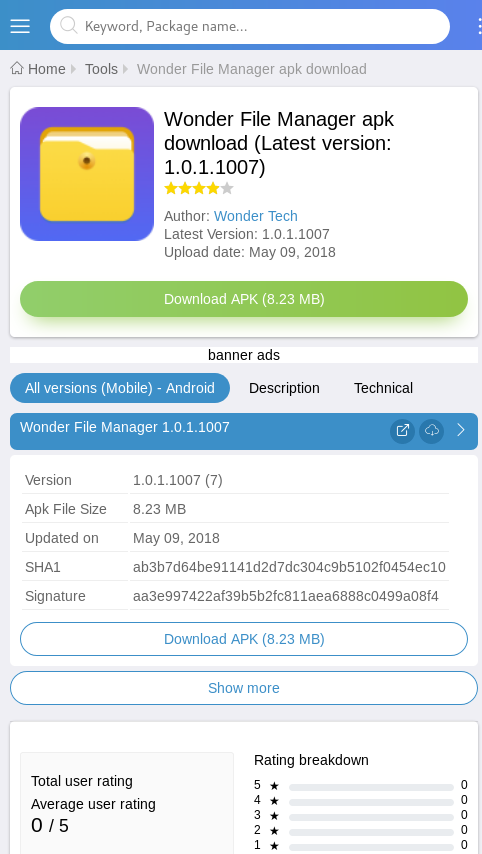 Keyword, Package name...
Home Tools Wonder File Manager apk download
Wonder File Manager apk
download (Latest version:
1.0.1.1007)
Author: Wonder Tech
Latest Version: 1.0.1.1007
Upload date: May 09, 2018
Download APK (8.23 MB)
banner ads
All versions (Mobile) - Android Description Technical
Wonder File Manager 1.0.1.1007
Version 1.0.1.1007 (7)
Apk File Size 8.23 MB
Updated on May 09, 2018
SHA1 ab3b7d64be91141d2d7dc304c9b5102f0454ec10
Signature aa3e997422af39b5b2fc811aea6888c0499a08f4
Download APK (8.23 MB)
Show more
Total user rating
Average user rating
0 / 5
Rating breakdown
5 ★ 0
4 ★ 0
3 ★ 0
2 ★ 0
1 ★ 0